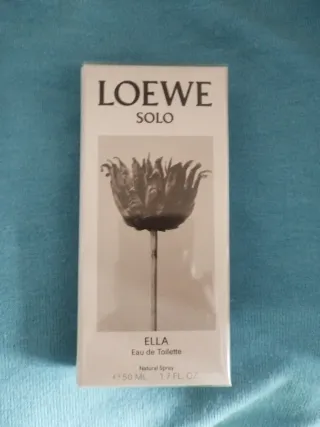 LOEWE
SOLO
ELLA
Eau de Toilette
Natural Spray
℮ 50 ML 1.7 FL. OZ